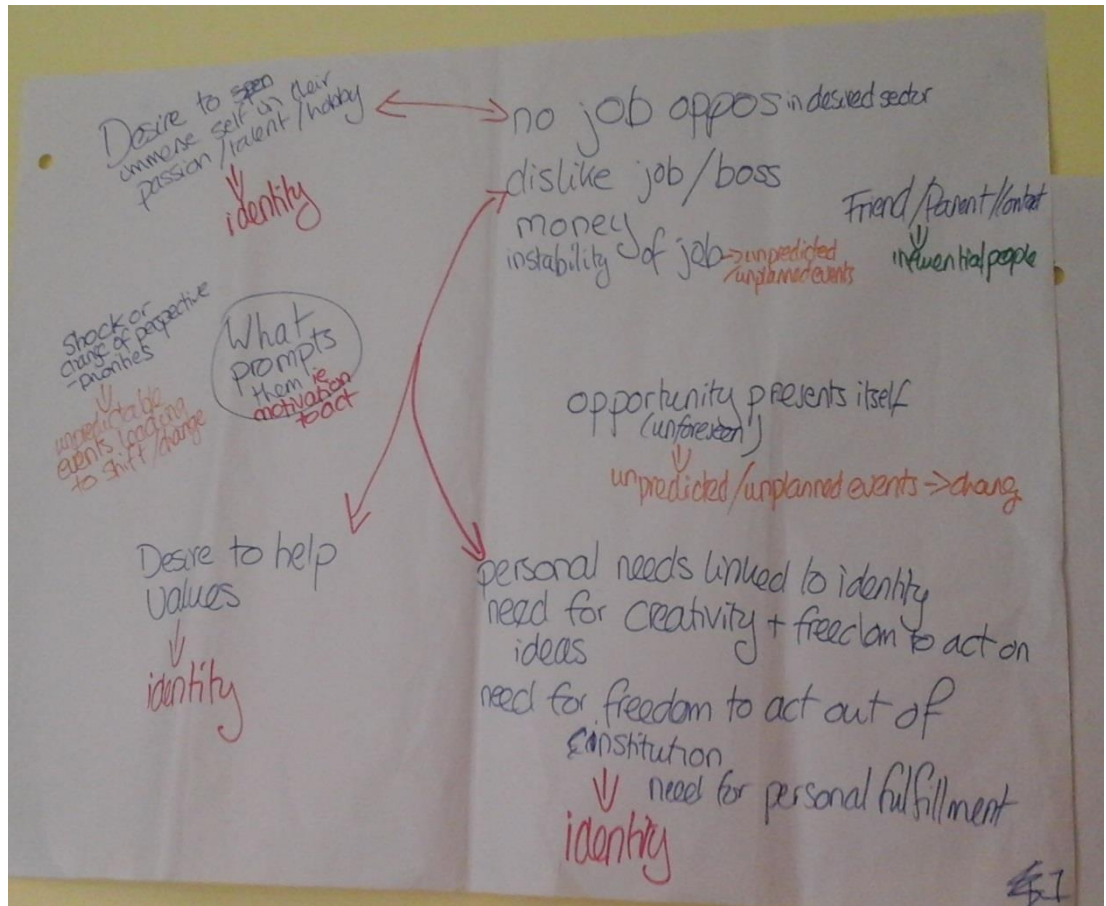 Desire to
immerse self in their
passion/talent/hobby
identity
no job oppos in desired sector
dislike job/boss
money
instability of job -> unpredicted
/unplanned events
Friend/Parent/Contact
influential people
Shock or
change of perspective
- priorities
unpredictable
events leading
to shift/change
What
prompts
them ie
motivation
to act
opportunity presents itself
(unforeseen)
unpredicted/unplanned events -> chang
Desire to help
values
identity
personal needs linked to identity
need for creativity + freedom to act on
ideas
need for freedom to act out of
institution
need for personal fulfillment
identity